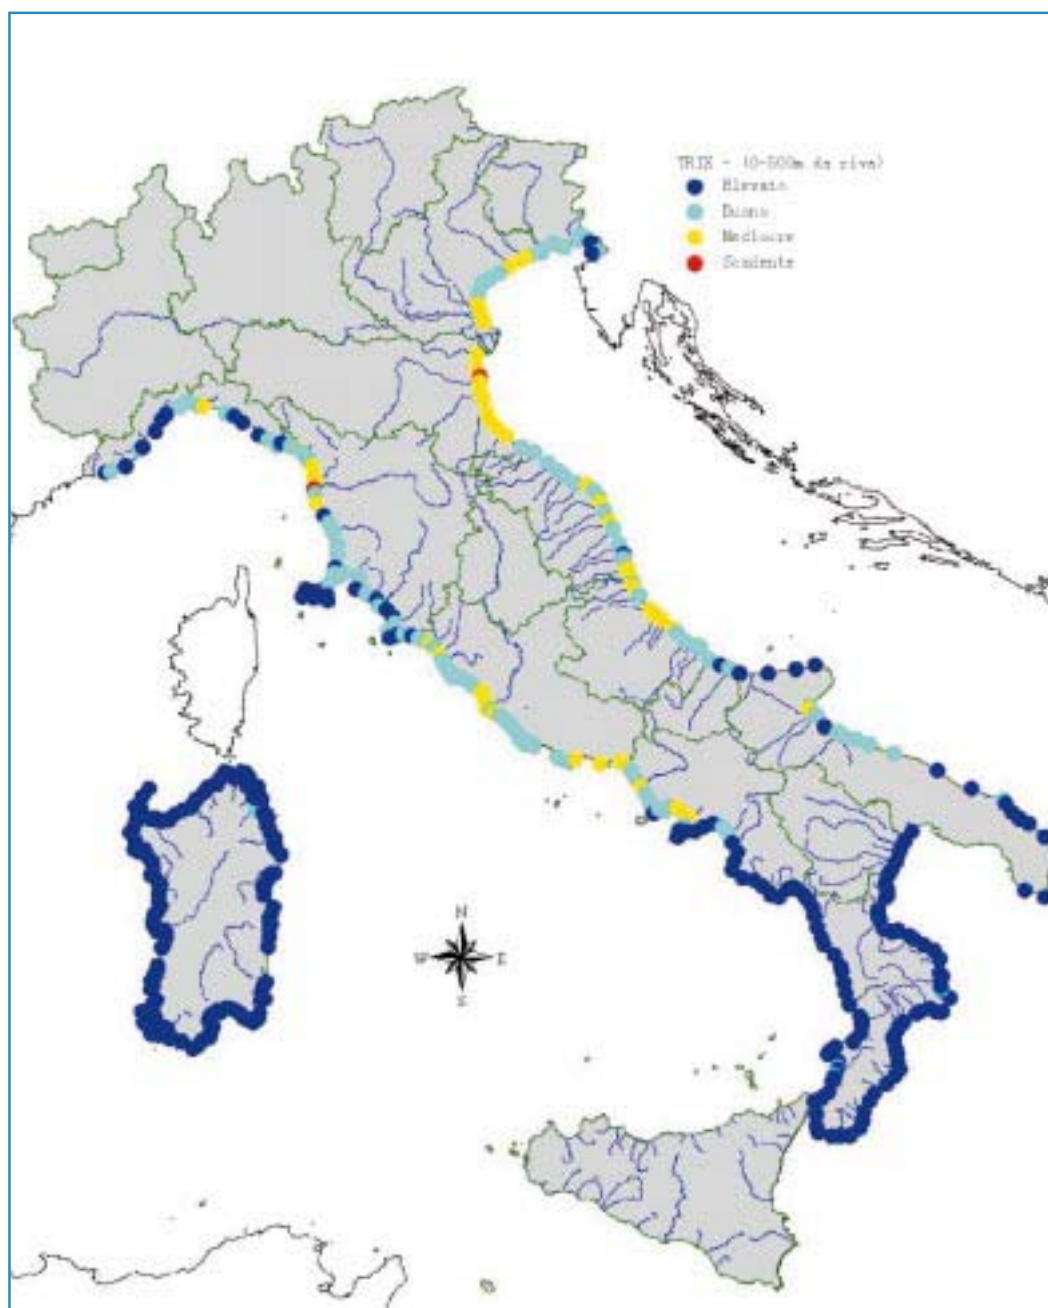 TRIX - (0-500m da riva)
Elevato
Buono
Mediocre
Scadente
N
W E
S